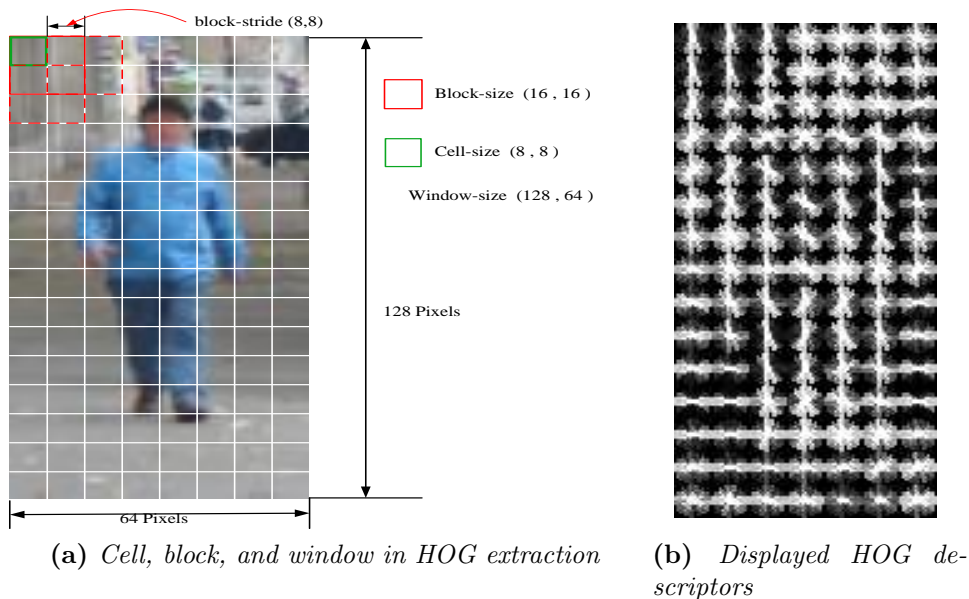 block-stride (8,8)
Block-size (16 , 16 )
Cell-size (8 , 8 )
Window-size (128 , 64 )
128 Pixels
64 Pixels
(a) Cell, block, and window in HOG extraction
(b) Displayed HOG de-
scriptors